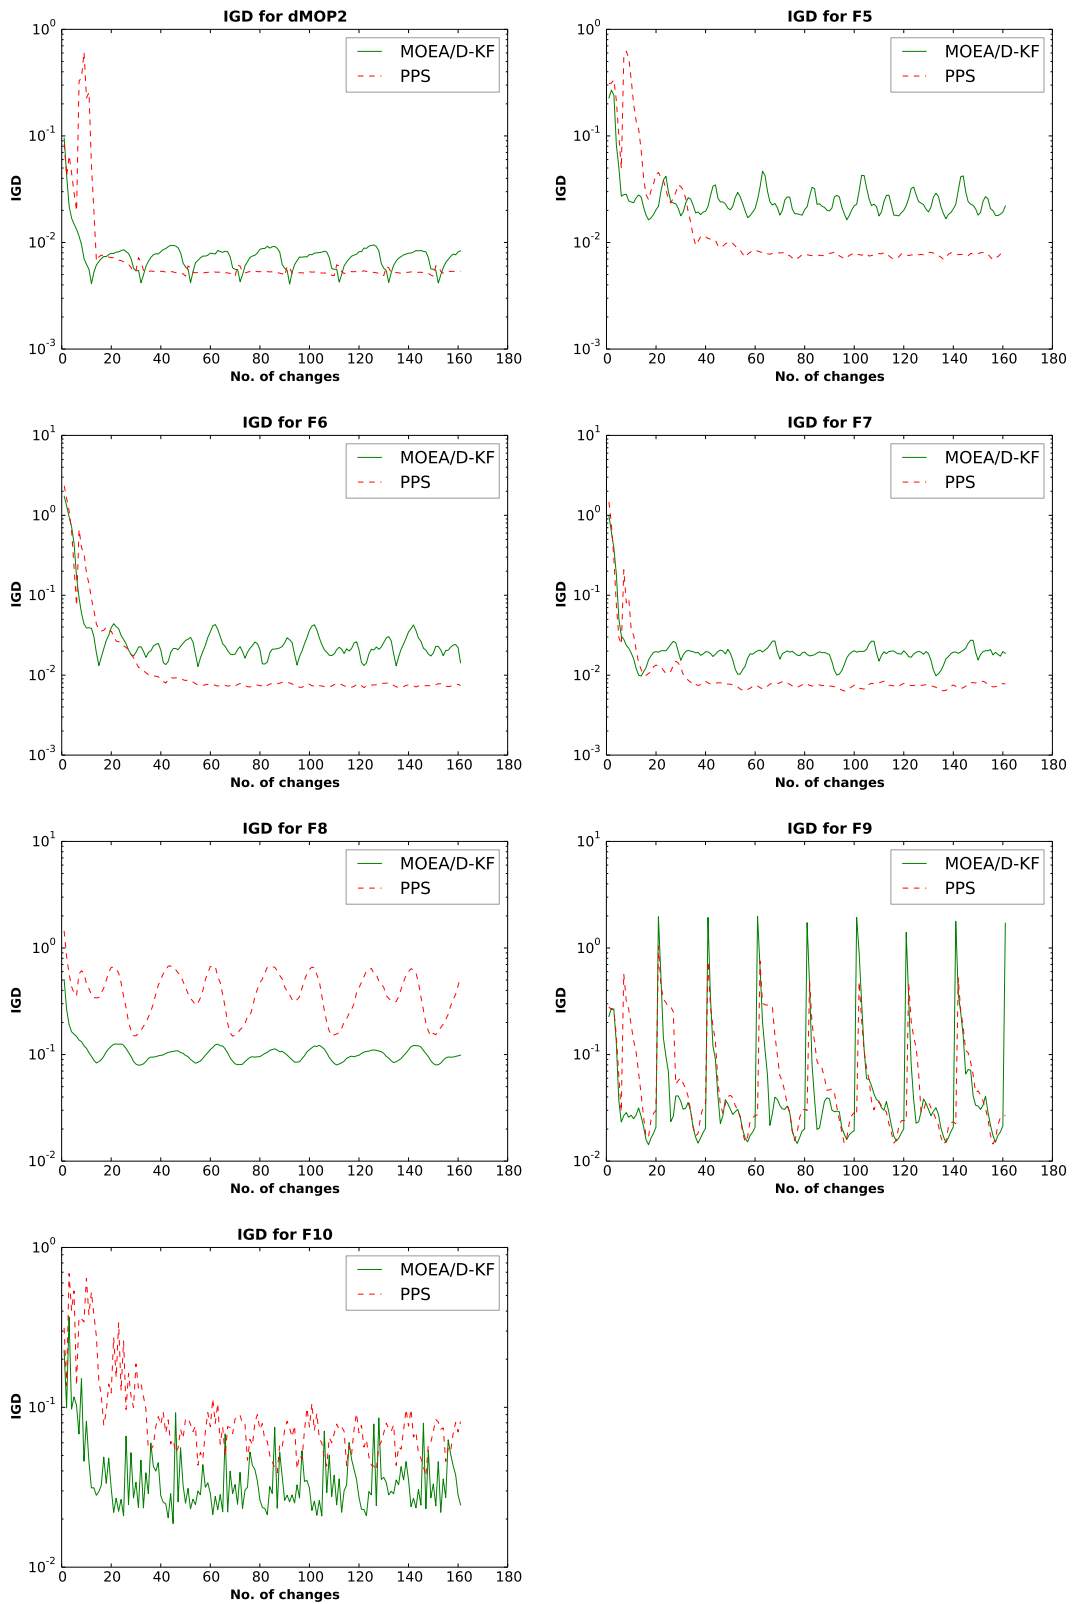 IGD for dMOP2
MOEA/D-KF
PPS
IGD
10^0
10^-1
10^-2
10^-3
0 20 40 60 80 100 120 140 160 180
No. of changes
IGD for F5
MOEA/D-KF
PPS
IGD
10^0
10^-1
10^-2
10^-3
0 20 40 60 80 100 120 140 160 180
No. of changes
IGD for F6
MOEA/D-KF
PPS
IGD
10^1
10^0
10^-1
10^-2
10^-3
0 20 40 60 80 100 120 140 160 180
No. of changes
IGD for F7
MOEA/D-KF
PPS
IGD
10^1
10^0
10^-1
10^-2
10^-3
0 20 40 60 80 100 120 140 160 180
No. of changes
IGD for F8
MOEA/D-KF
PPS
IGD
10^1
10^0
10^-1
10^-2
0 20 40 60 80 100 120 140 160 180
No. of changes
IGD for F9
MOEA/D-KF
PPS
IGD
10^1
10^0
10^-1
10^-2
0 20 40 60 80 100 120 140 160 180
No. of changes
IGD for F10
MOEA/D-KF
PPS
IGD
10^0
10^-1
10^-2
0 20 40 60 80 100 120 140 160 180
No. of changes